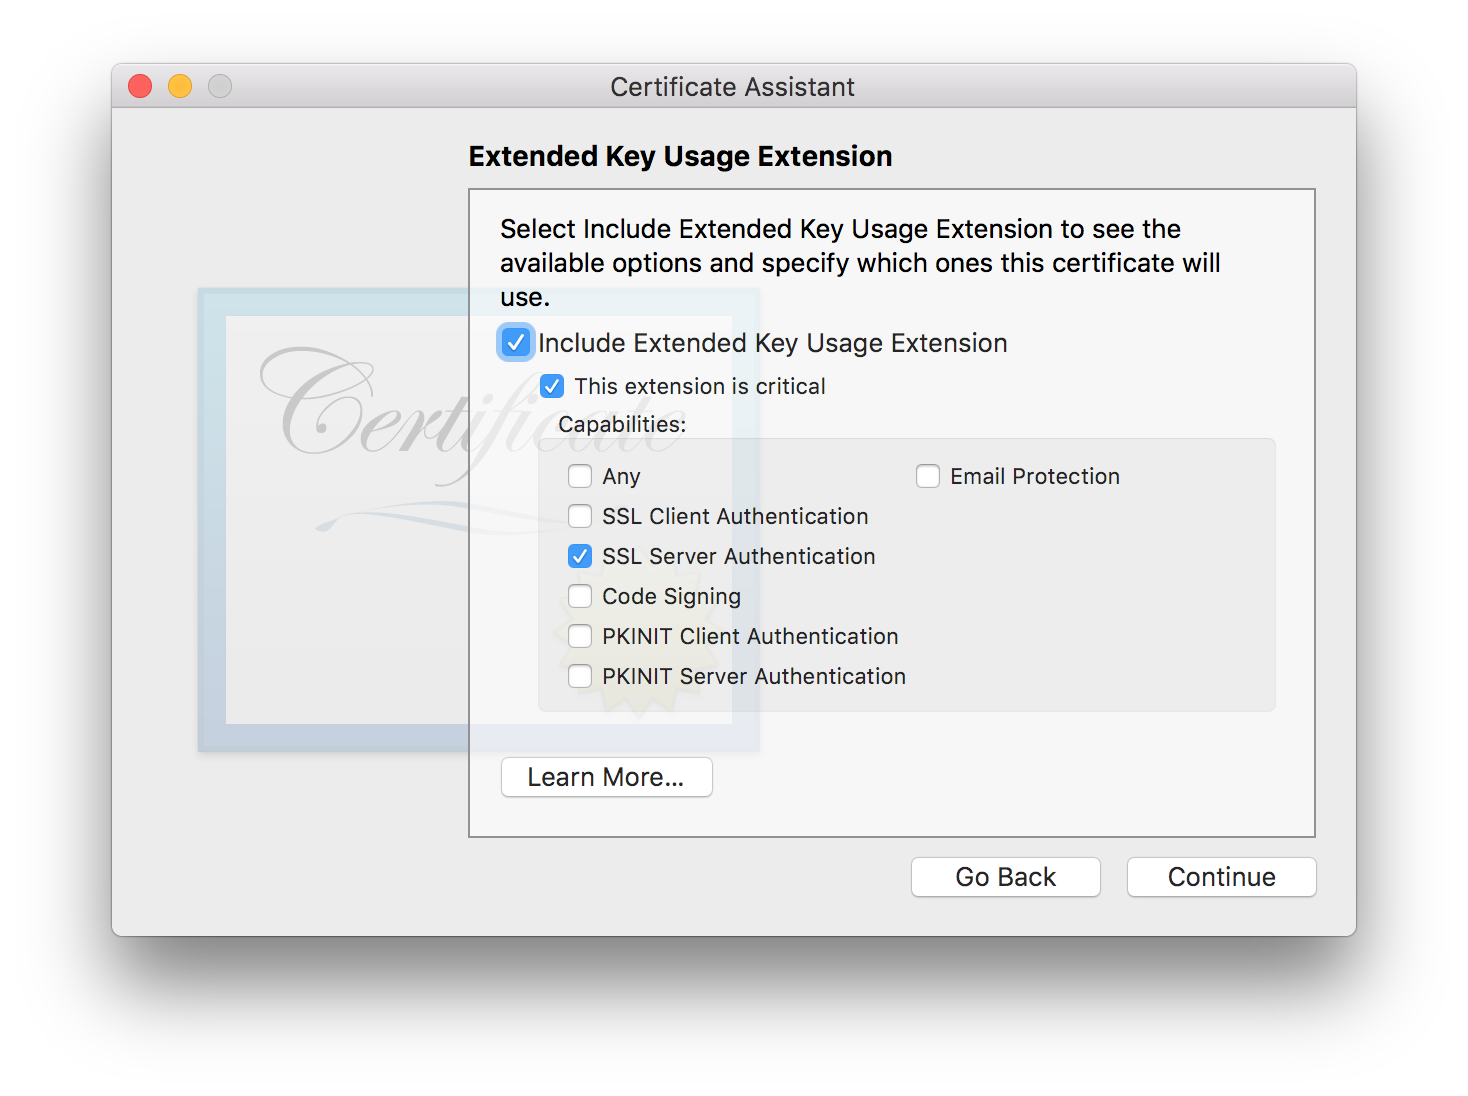 Certificate Assistant
Extended Key Usage Extension
Select Include Extended Key Usage Extension to see the
available options and specify which ones this certificate will
use.
Include Extended Key Usage Extension
This extension is critical
Certificate
Capabilities:
Any
Email Protection
SSL Client Authentication
SSL Server Authentication
Code Signing
PKINIT Client Authentication
PKINIT Server Authentication
Learn More...
Go Back
Continue